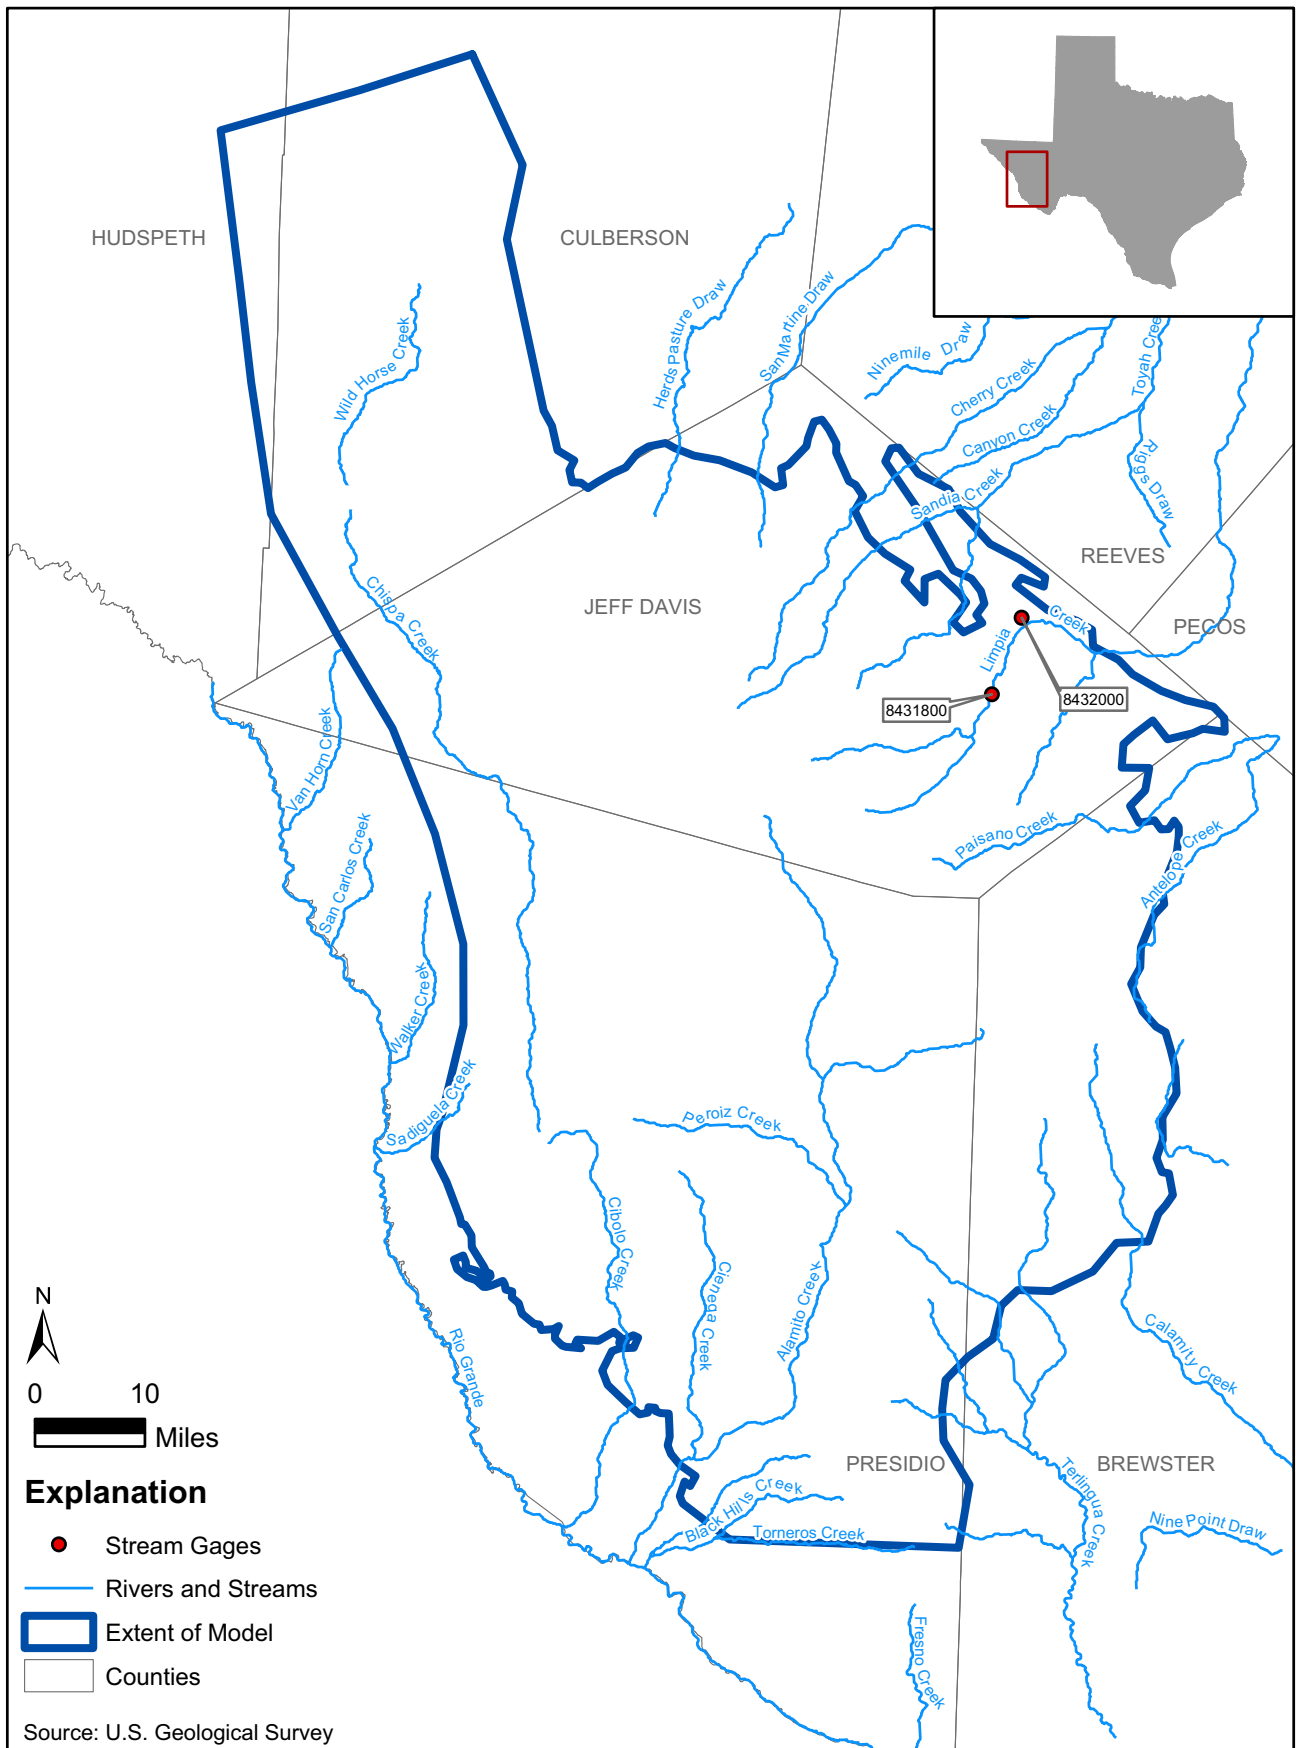 HUDSPETH
CULBERSON
Wild Horse Creek
Herds Pasture Draw
San Martine Draw
Ninemile Draw
Cherry Creek
Toyah Cree
Canyon Creek
Riggs Draw
Sandia Creek
REEVES
JEFF DAVIS
PECOS
Chispa Creek
Limpia
Creek
8431800
8432000
Van Horn Creek
San Carlos Creek
Paisano Creek
Antelope Creek
Walker Creek
Sadiguela Creek
Peroiz Creek
Cibolo Creek
Cienega Creek
Alamito Creek
Rio Grande
Calamity Creek
PRESIDIO
BREWSTER
Terlingua Creek
Black Hills Creek
Torneros Creek
Nine Point Draw
Fresno Creek
N
0 10
Miles
Explanation
Stream Gages
Rivers and Streams
Extent of Model
Counties
Source: U.S. Geological Survey